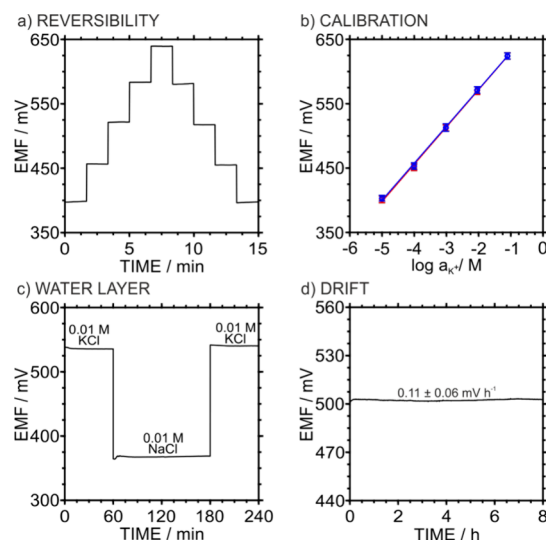 a) REVERSIBILITY
EMF / mV
650
550
450
350
0
5
10
15
TIME / min
b) CALIBRATION
EMF / mV
650
550
450
350
-6
-5
-4
-3
-2
-1
0
log aK+/ M
c) WATER LAYER
EMF / mV
600
500
400
300
0.01 M
KCl
0.01 M
KCl
0.01 M
NaCl
0
60
120
180
240
TIME / min
d) DRIFT
EMF / mV
560
530
500
470
440
0.11 ± 0.06 mV h⁻¹
0
2
4
6
8
TIME / h